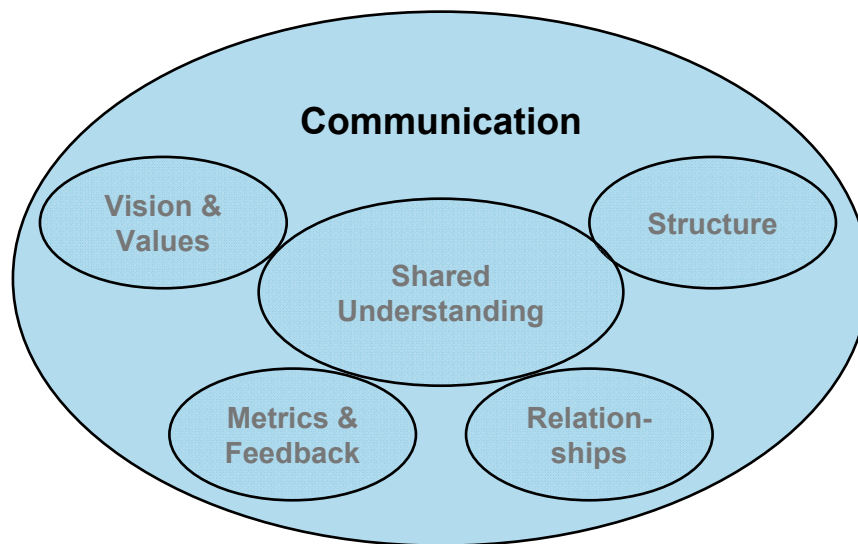 Communication
Vision &
Values
Structure
Shared
Understanding
Metrics &
Feedback
Relation-
ships